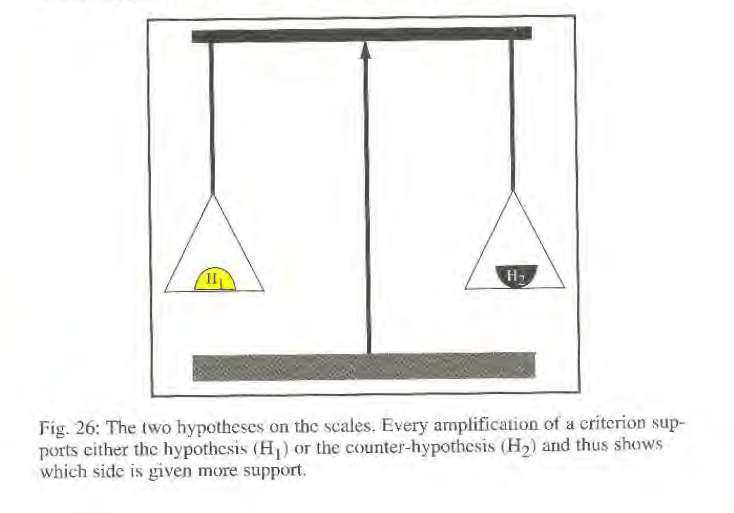 H₁
H₂
Fig. 26: The two hypotheses on the scales. Every amplification of a criterion sup-
ports either the hypothesis (H₁) or the counter-hypothesis (H₂) and thus shows
which side is given more support.